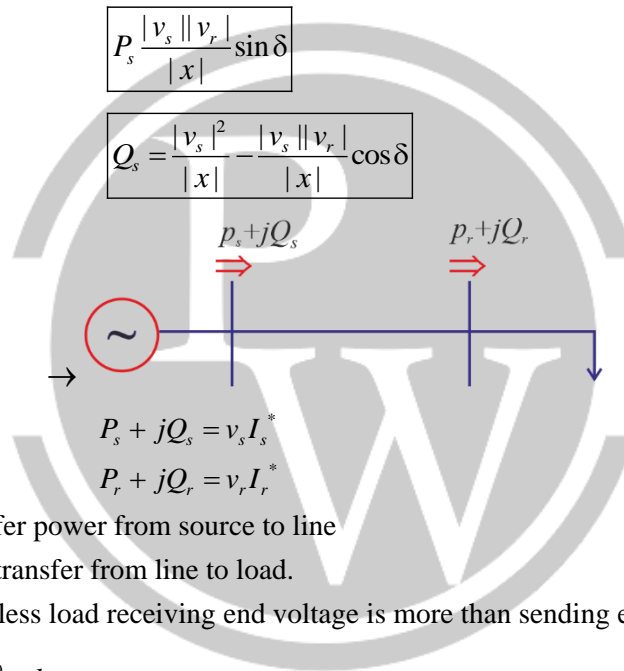 P_s |v_s||v_r|/|x| sin δ
Q_s = |v_s|²/|x| − |v_s||v_r|/|x| cos δ
p_s+jQ_s p_r+jQ_r
~
→
P_s + jQ_s = v_s I_s^*
P_r + jQ_r = v_r I_r^*
fer power from source to line
transfer from line to load.
less load receiving end voltage is more than sending e